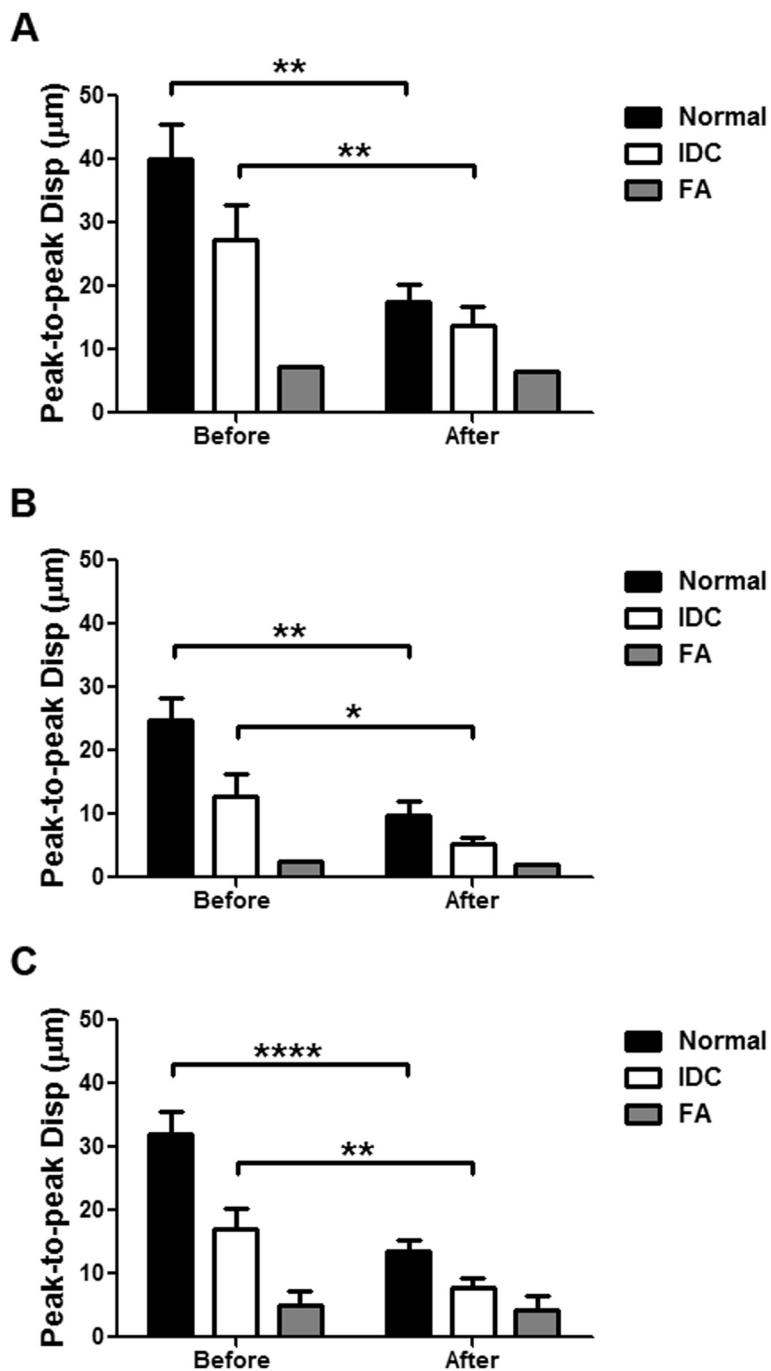 A
**
50
40
30
20
10
0
Peak-to-peak Disp (μm)
**
Normal
IDC
FA
Before
After
B
50
40
30
20
10
0
Peak-to-peak Disp (μm)
**
*
Normal
IDC
FA
Before
After
C
50
40
30
20
10
0
Peak-to-peak Disp (μm)
****
**
Normal
IDC
FA
Before
After